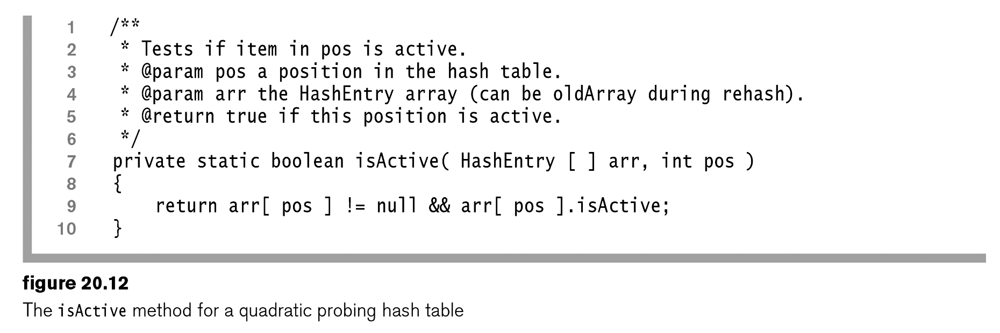 1 /**
2 * Tests if item in pos is active.
3 * @param pos a position in the hash table.
4 * @param arr the HashEntry array (can be oldArray during rehash).
5 * @return true if this position is active.
6 */
7 private static boolean isActive( HashEntry [ ] arr, int pos )
8 {
9 return arr[ pos ] != null && arr[ pos ].isActive;
10 }
figure 20.12
The isActive method for a quadratic probing hash table